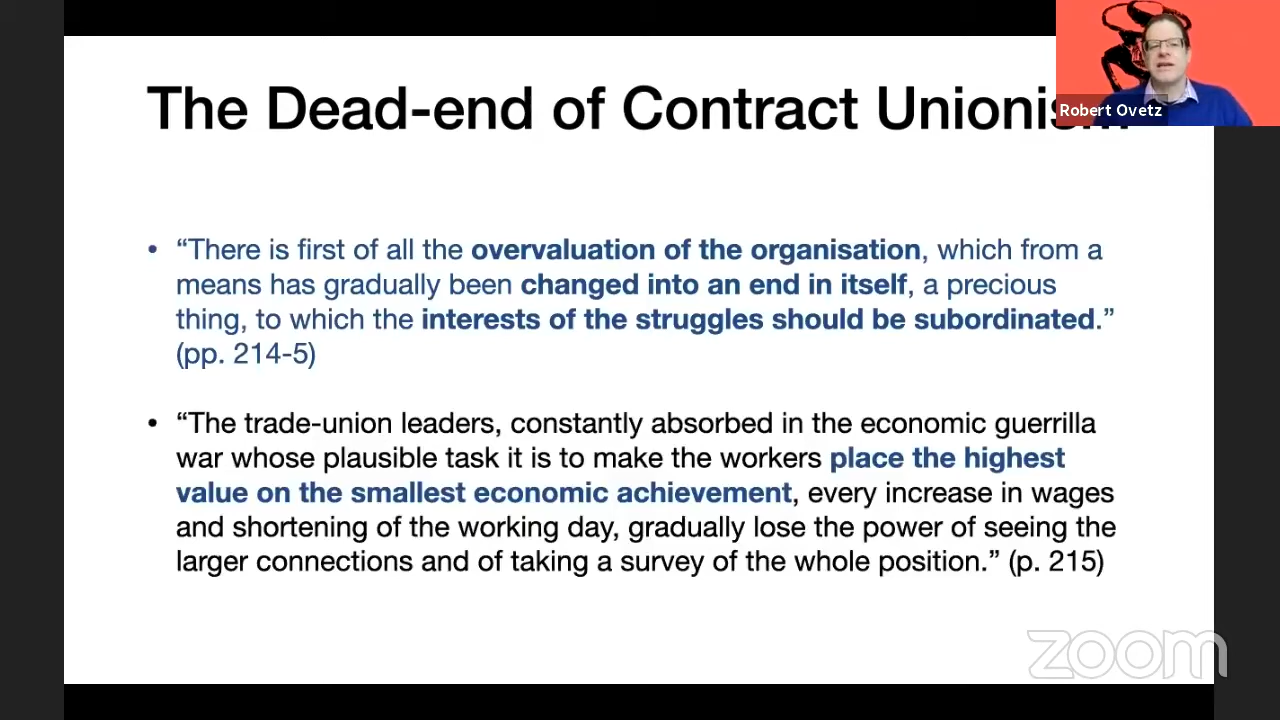 The Dead-end of Contract Unionism
Robert Ovetz
• “There is first of all the overvaluation of the organisation, which from a
means has gradually been changed into an end in itself, a precious
thing, to which the interests of the struggles should be subordinated.”
(pp. 214-5)
• “The trade-union leaders, constantly absorbed in the economic guerrilla
war whose plausible task it is to make the workers place the highest
value on the smallest economic achievement, every increase in wages
and shortening of the working day, gradually lose the power of seeing the
larger connections and of taking a survey of the whole position.” (p. 215)
zoom